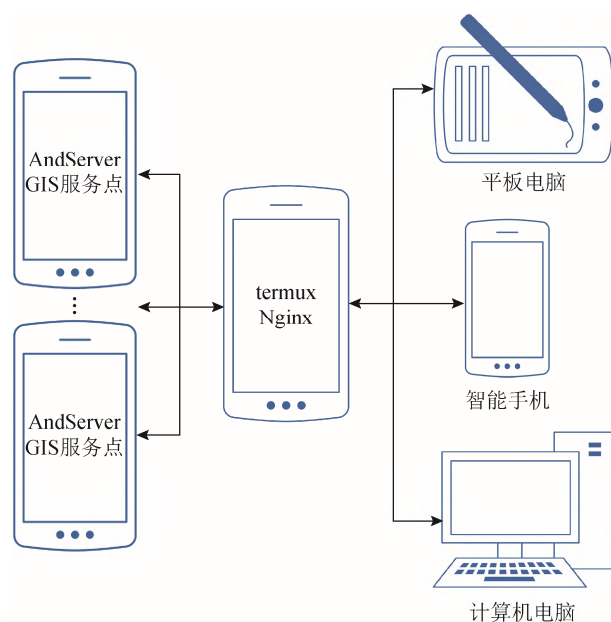 AndServer
GIS服务点
AndServer
GIS服务点
termux
Nginx
平板电脑
智能手机
计算机电脑